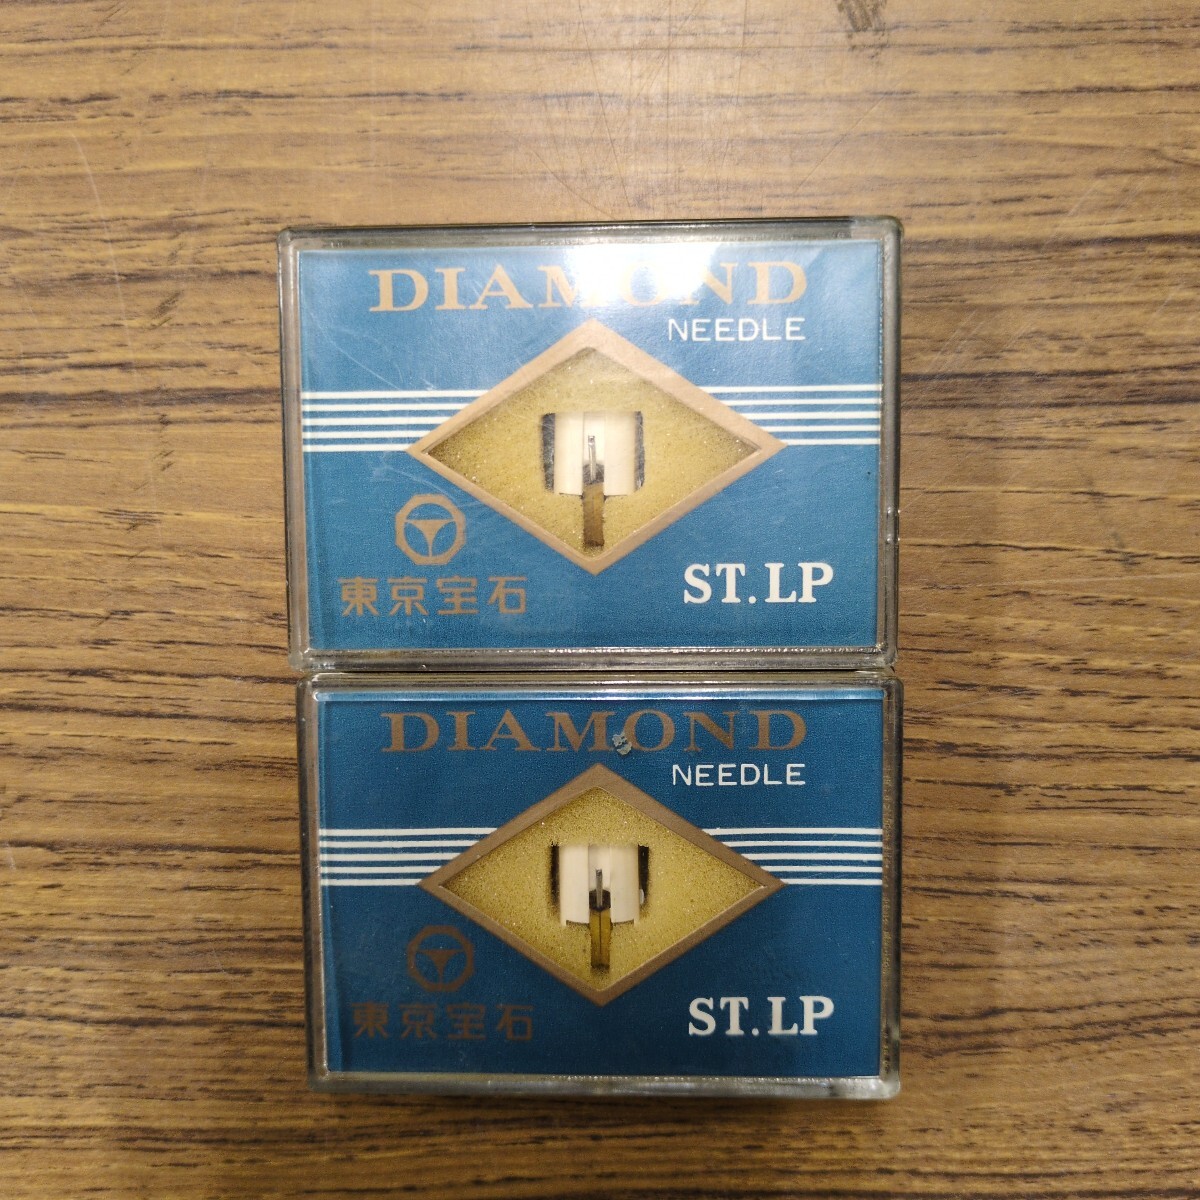 DIAMOND
NEEDLE
東京宝石
ST.LP
DIAMOND
NEEDLE
東京宝石
ST.LP